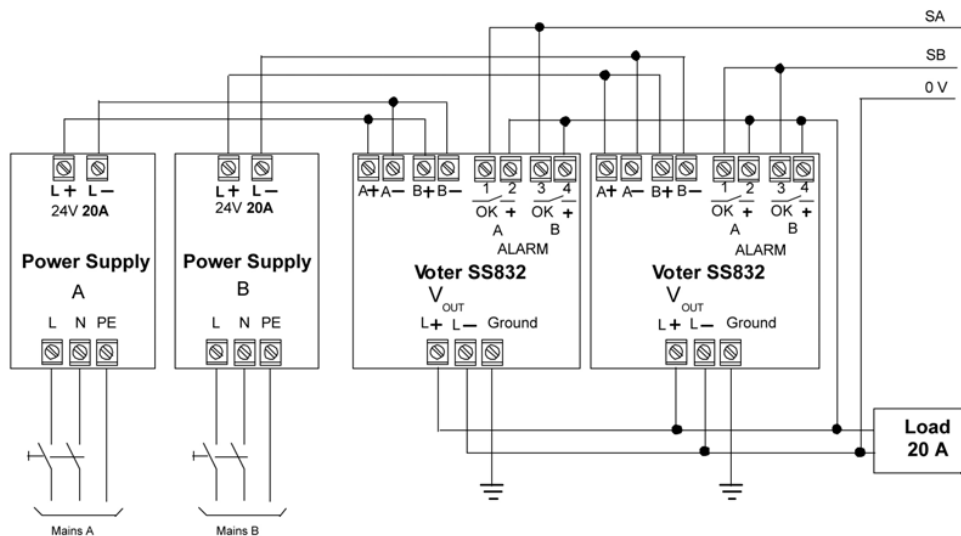 SA
SB
0 V
L+ L−
24V 20A
Power Supply
A
L N PE
Mains A
L+ L−
24V 20A
Power Supply
B
L N PE
Mains B
A+ A− B+ B−
1 2 3 4
OK + OK +
A B
ALARM
Voter SS832
VOUT
L+ L− Ground
A+ A− B+ B−
1 2 3 4
OK + OK +
A B
ALARM
Voter SS832
VOUT
L+ L− Ground
Load
20 A